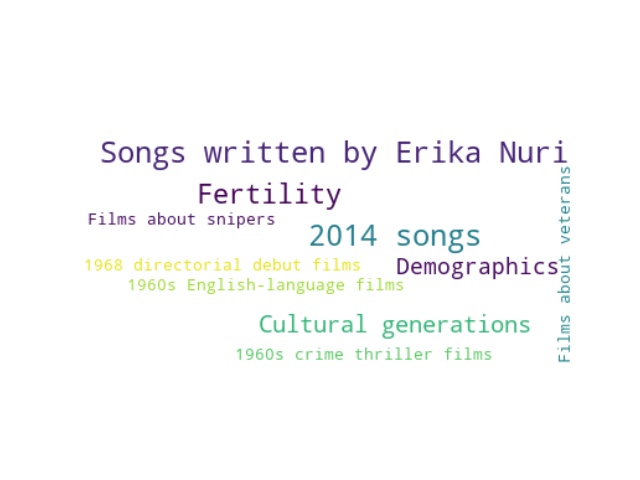 Songs written by Erika Nuri
Fertility
Films about snipers
2014 songs
1968 directorial debut films
Demographics
1960s English-language films
Cultural generations
1960s crime thriller films
Films about veterans